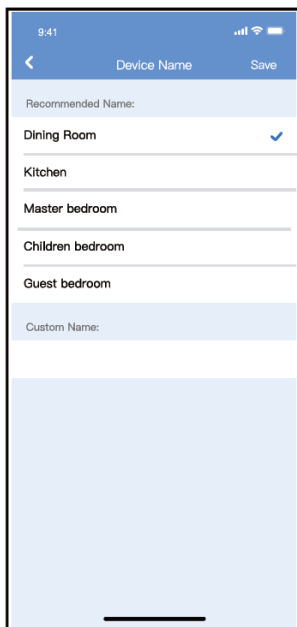 9:41
Device Name Save
Recommended Name:
Dining Room
Kitchen
Master bedroom
Children bedroom
Guest bedroom
Custom Name: